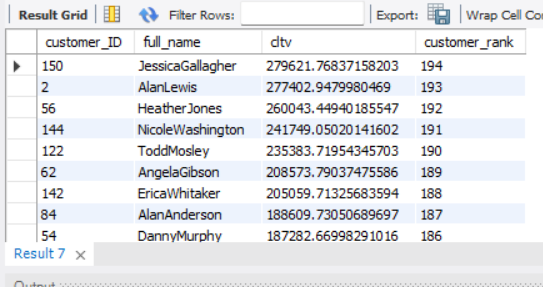 Result Grid Filter Rows: Export: Wrap Cell Co
customer_ID full_name cltv customer_rank
150 JessicaGallagher 279621.76837158203 194
2 AlanLewis 277402.9479980469 193
56 HeatherJones 260043.44940185547 192
144 NicoleWashington 241749.05020141602 191
122 ToddMosley 235383.71954345703 190
62 AngelaGibson 208573.79037475586 189
142 EricaWhitaker 205059.71325683594 188
84 AlanAnderson 188609.73050689697 187
54 DannyMurphy 187282.66998291016 186
Result 7
Output